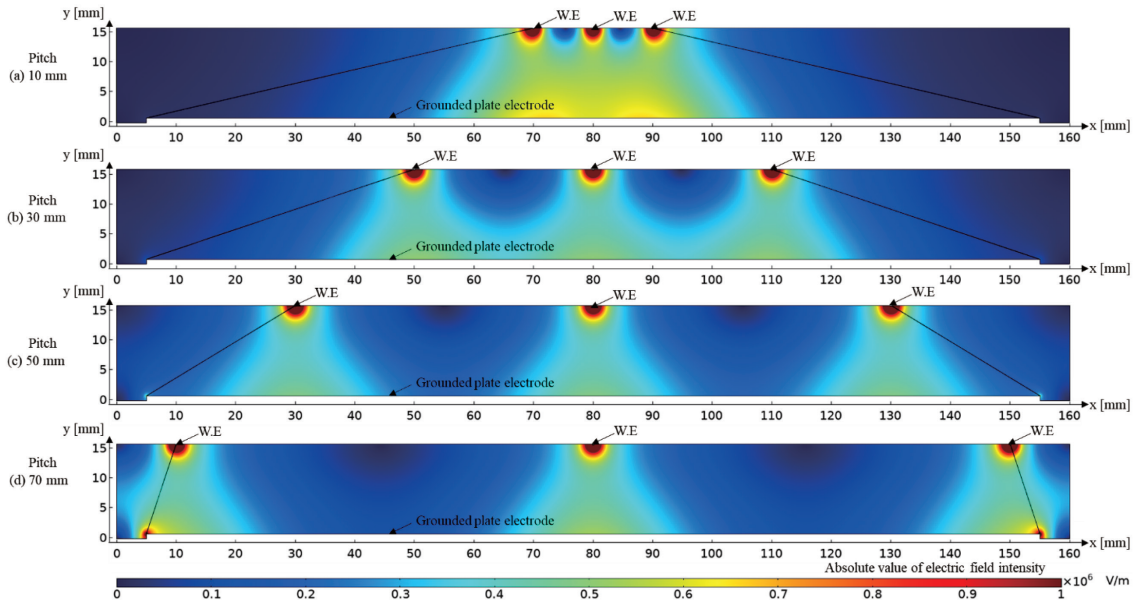 y [mm]
W.E W.E W.E
15
Pitch
10
(a) 10 mm
5
Grounded plate electrode
0
x [mm]
0 10 20 30 40 50 60 70 80 90 100 110 120 130 140 150 160
y [mm]
W.E W.E W.E
15
Pitch
10
(b) 30 mm
5
Grounded plate electrode
0
x [mm]
0 10 20 30 40 50 60 70 80 90 100 110 120 130 140 150 160
y [mm]
W.E W.E W.E
15
Pitch
10
(c) 50 mm
5
Grounded plate electrode
0
x [mm]
0 10 20 30 40 50 60 70 80 90 100 110 120 130 140 150 160
y [mm]
W.E W.E W.E
15
Pitch
10
(d) 70 mm
5
Grounded plate electrode
0
x [mm]
0 10 20 30 40 50 60 70 80 90 100 110 120 130 140 150 160
Absolute value of electric field intensity
×10⁶ V/m
0 0.1 0.2 0.3 0.4 0.5 0.6 0.7 0.8 0.9 1